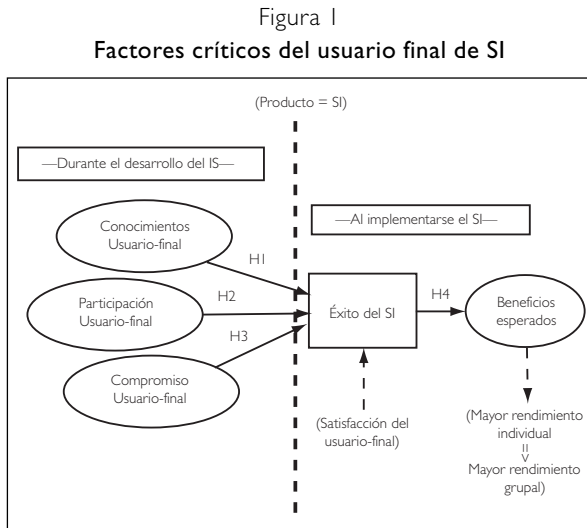 Figura 1
Factores críticos del usuario final de SI
(Producto = SI)
—Durante el desarrollo del IS—
—Al implementarse el SI—
Conocimientos
Usuario-final
H1
Participación
Usuario-final
H2
H3
Compromiso
Usuario-final
Éxito del SI
H4
Beneficios
esperados
(Satisfacción del
usuario-final)
(Mayor rendimiento
individual
=>
Mayor rendimiento
grupal)